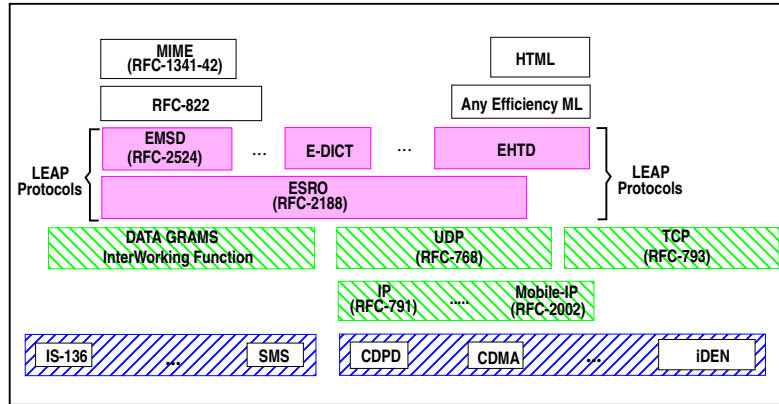 MIME
(RFC-1341-42)
HTML
RFC-822
Any Efficiency ML
LEAP
Protocols
EMSD
(RFC-2524)
...
E-DICT
...
EHTD
LEAP
Protocols
ESRO
(RFC-2188)
DATA GRAMS
InterWorking Function
UDP
(RFC-768)
TCP
(RFC-793)
IP
(RFC-791)
.....
Mobile-IP
(RFC-2002)
IS-136
...
SMS
CDPD
CDMA
...
iDEN